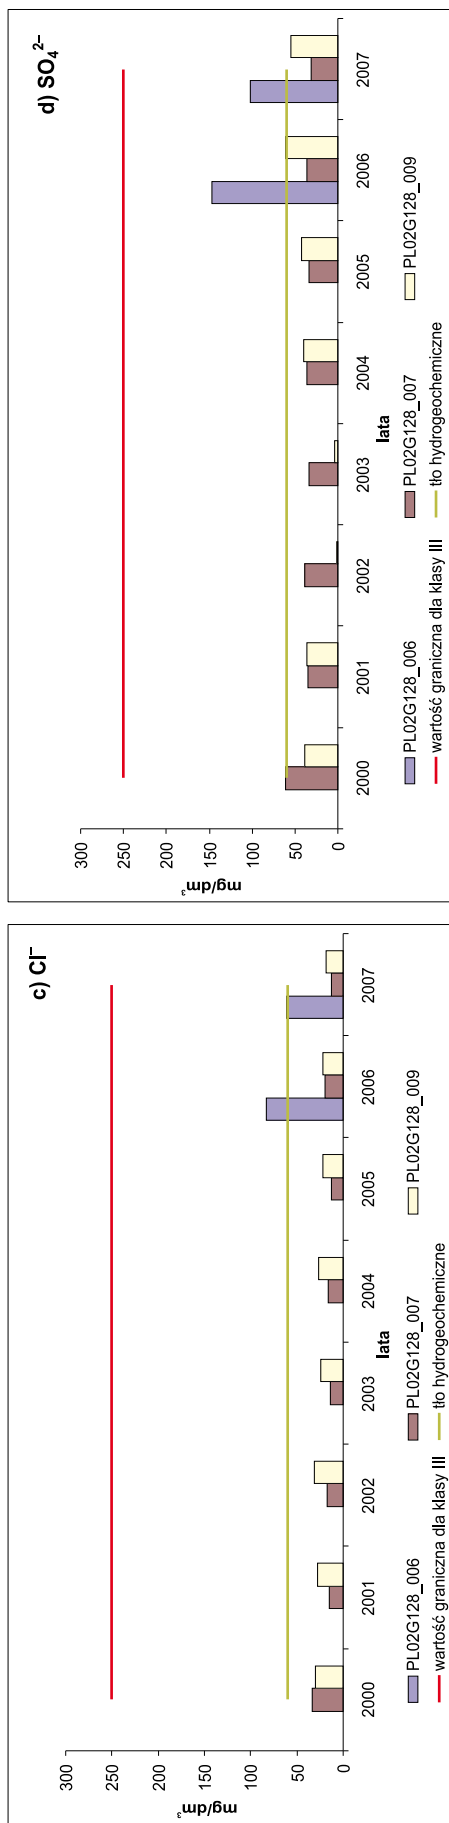 c) Cl⁻
mg/dm³
300
250
200
150
100
50
0
2000 2001 2002 2003 2004 2005 2006 2007
lata
PL02G128_006 PL02G128_007 PL02G128_009
wartość graniczna dla klasy III tło hydrogeochemiczne
d) SO₄²⁻
mg/dm³
300
250
200
150
100
50
0
2000 2001 2002 2003 2004 2005 2006 2007
lata
PL02G128_006 PL02G128_007 PL02G128_009
wartość graniczna dla klasy III tło hydrogeochemiczne